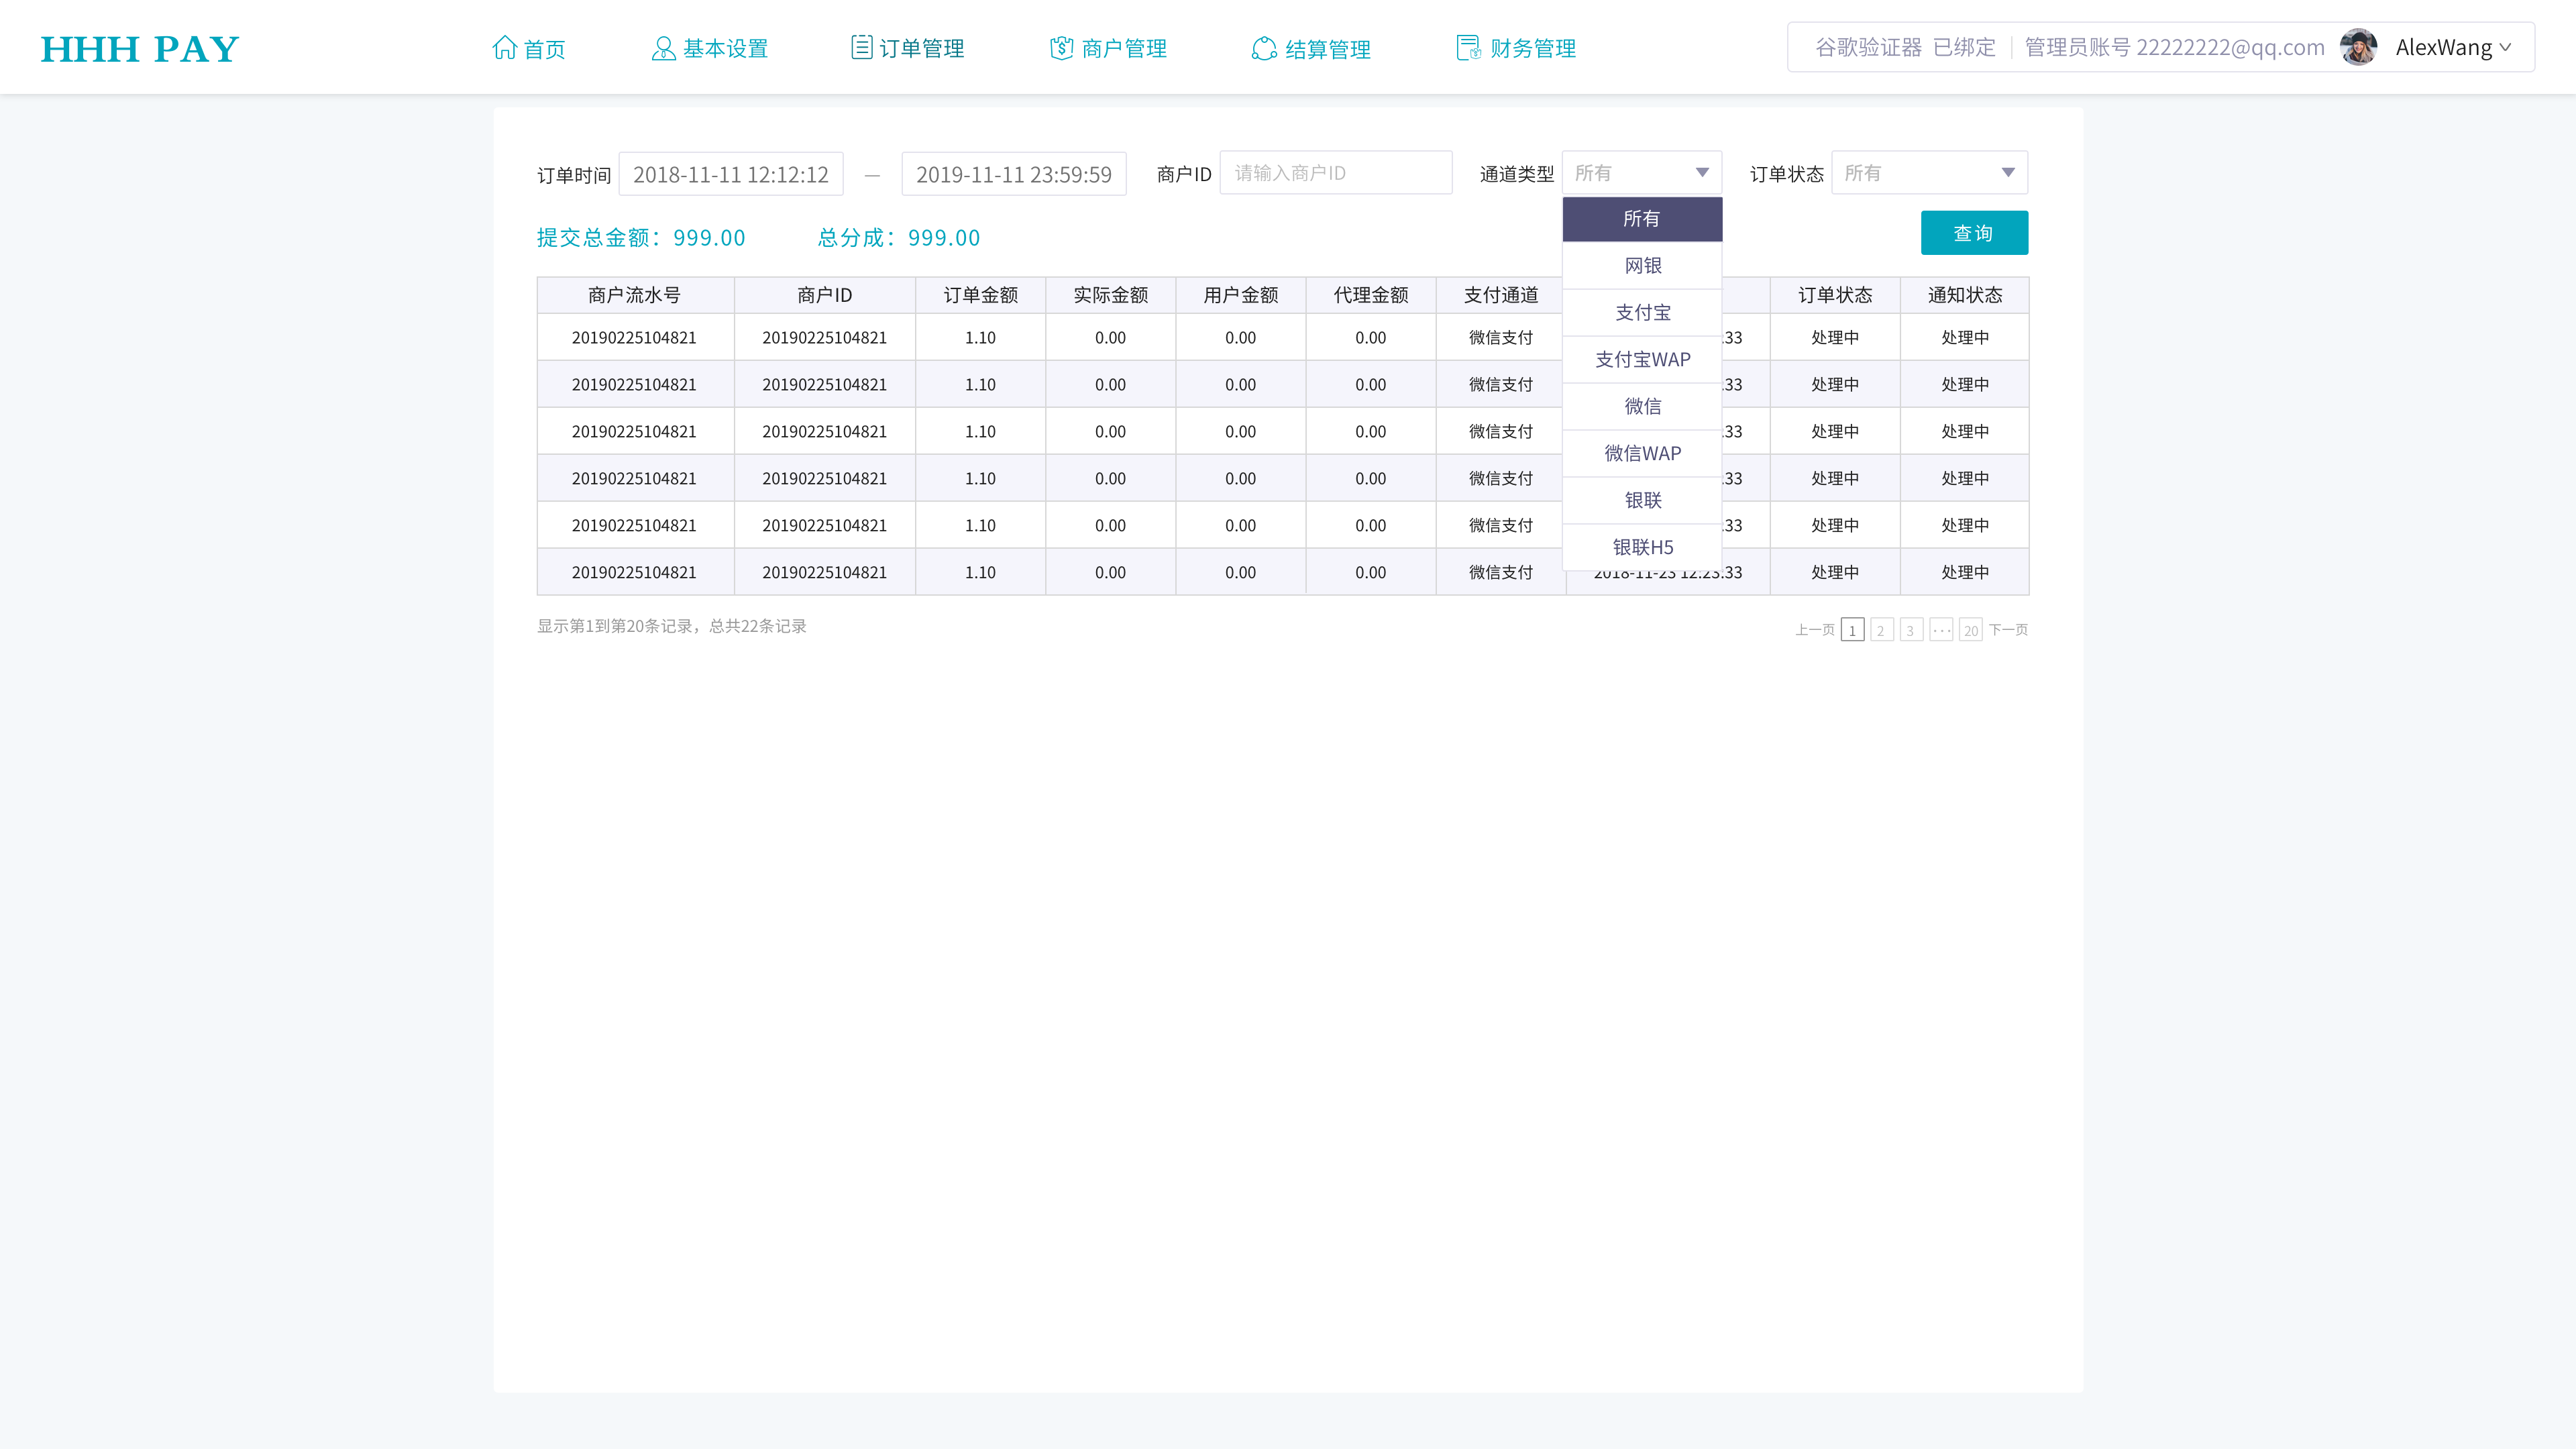 HHH PAY 首页 基本设置 订单管理 商户管理 结算管理 财务管理 谷歌验证器 已绑定 管理员账号 22222222@qq.com AlexWang
订单时间 2018-11-11 12:12:12 — 2019-11-11 23:59:59 商户ID 请输入商户ID 通道类型 所有 订单状态 所有
提交总金额：999.00 总分成：999.00 查询
所有
网银
支付宝
支付宝WAP
微信
微信WAP
银联
银联H5
商户流水号 商户ID 订单金额 实际金额 用户金额 代理金额 支付通道 订单状态 通知状态
20190225104821 20190225104821 1.10 0.00 0.00 0.00 微信支付 :33 处理中 处理中
20190225104821 20190225104821 1.10 0.00 0.00 0.00 微信支付 :33 处理中 处理中
20190225104821 20190225104821 1.10 0.00 0.00 0.00 微信支付 :33 处理中 处理中
20190225104821 20190225104821 1.10 0.00 0.00 0.00 微信支付 :33 处理中 处理中
20190225104821 20190225104821 1.10 0.00 0.00 0.00 微信支付 :33 处理中 处理中
20190225104821 20190225104821 1.10 0.00 0.00 0.00 微信支付 2018-11-23 12:23:33 处理中 处理中
显示第1到第20条记录，总共22条记录 上一页 1 2 3 ... 20 下一页